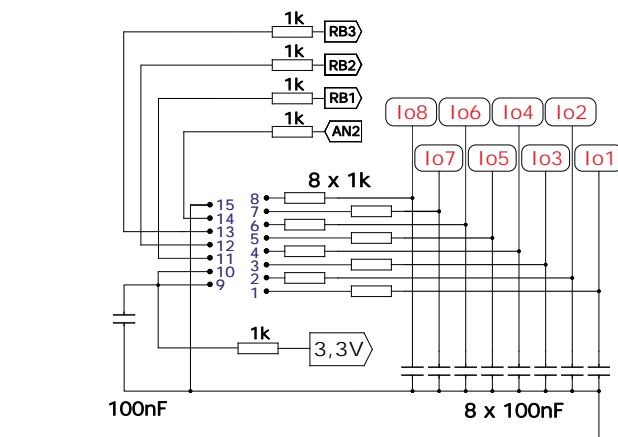 1k RB3
1k RB2
1k RB1
1k AN2
Io8 Io6 Io4 Io2
Io7 Io5 Io3 Io1
8 x 1k
15 8
14 7
13 6
12 5
11 4
10 3
9 2
1
1k 3,3V
100nF 8 x 100nF